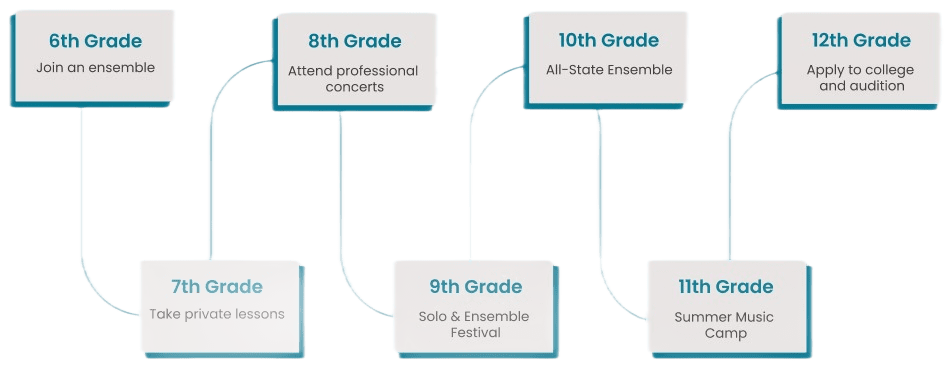 6th Grade
Join an ensemble
7th Grade
Take private lessons
8th Grade
Attend professional
concerts
9th Grade
Solo & Ensemble
Festival
10th Grade
All-State Ensemble
11th Grade
Summer Music
Camp
12th Grade
Apply to college
and audition